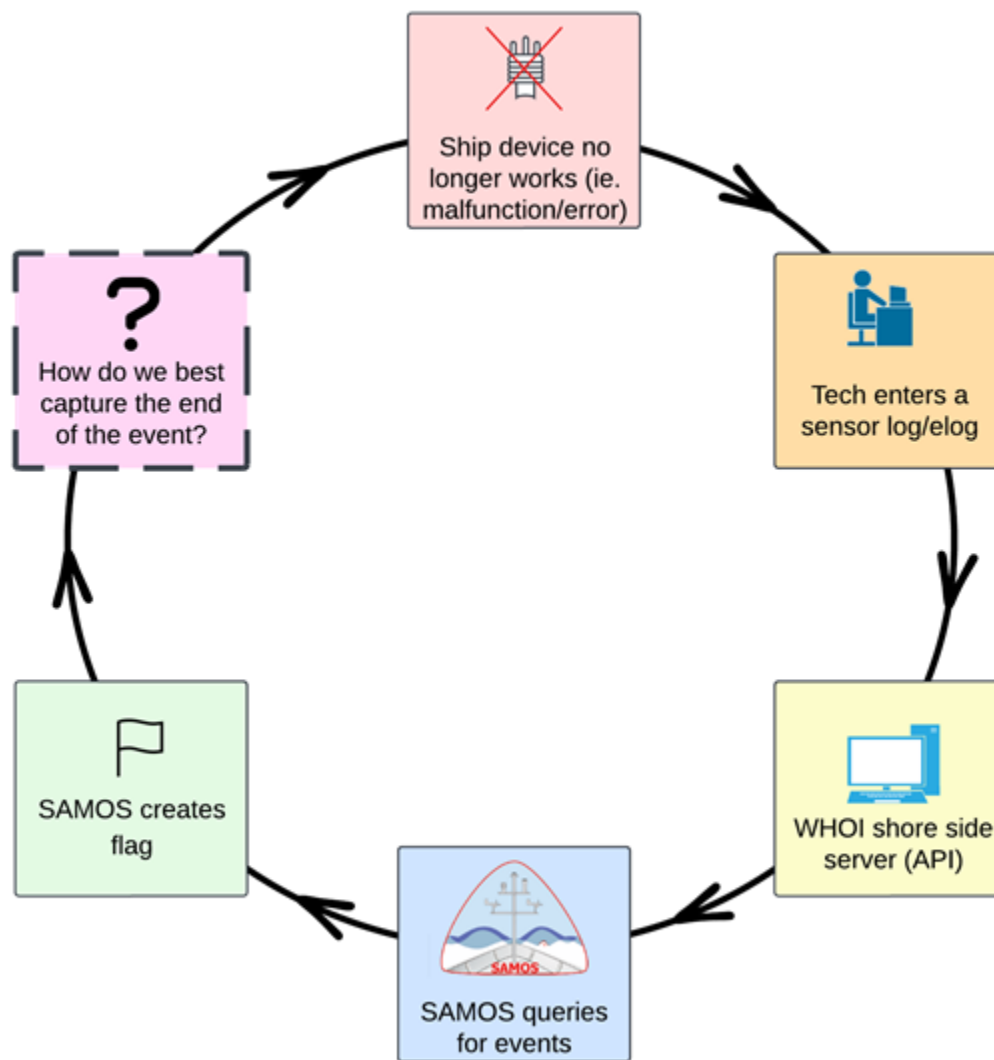 Ship device no
longer works (ie.
malfunction/error)
Tech enters a
sensor log/elog
WHOI shore side
server (API)
SAMOS
SAMOS queries
for events
SAMOS creates
flag
?
How do we best
capture the end
of the event?